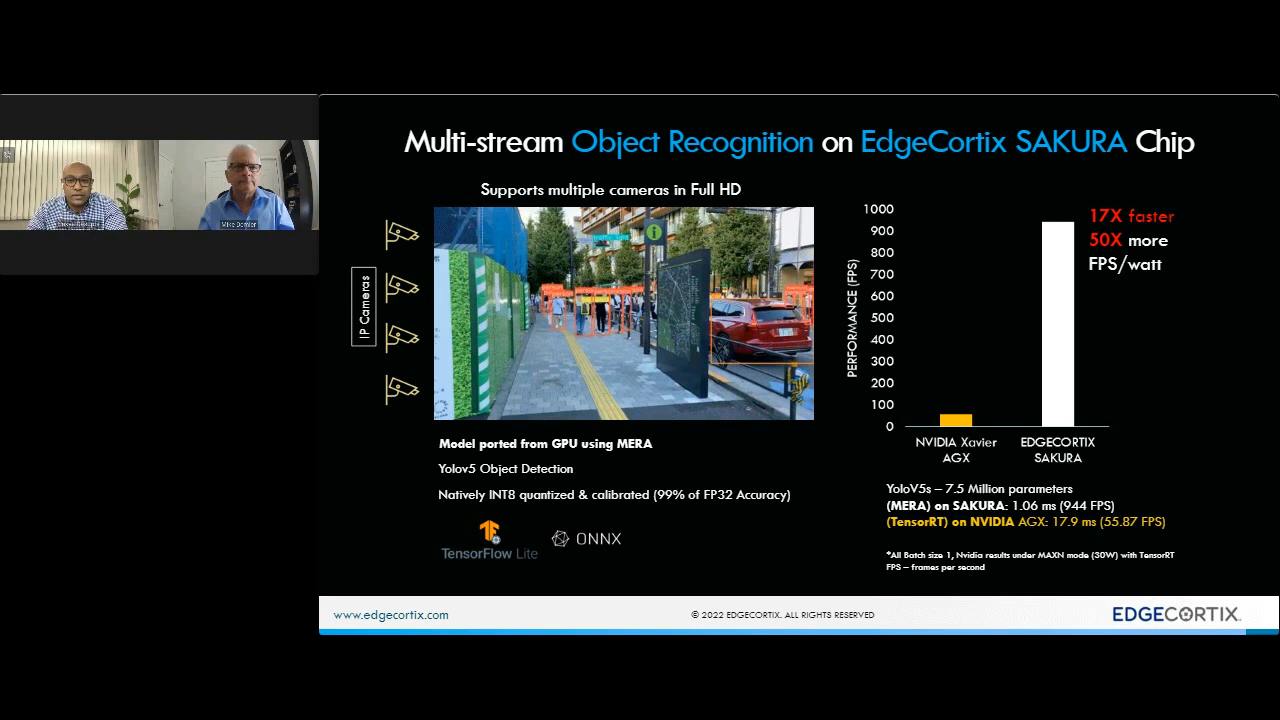 Multi-stream Object Recognition on EdgeCortix SAKURA Chip
Supports multiple cameras in Full HD
IP Cameras
Mike Demler
Model ported from GPU using MERA
Yolov5 Object Detection
Natively INT8 quantized & calibrated (99% of FP32 Accuracy)
TensorFlow Lite
ONNX
PERFORMANCE (FPS)
1000
900
800
700
600
500
400
300
200
100
0
NVIDIA Xavier
AGX
EDGECORTIX
SAKURA
17X faster
50X more
FPS/watt
YoloV5s – 7.5 Million parameters
(MERA) on SAKURA: 1.06 ms (944 FPS)
(TensorRT) on NVIDIA AGX: 17.9 ms (55.87 FPS)
*All Batch size 1, Nvidia results under MAXN mode (30W) with TensorRT
FPS – frames per second
www.edgecortix.com
© 2022 EDGECORTIX. ALL RIGHTS RESERVED
EDGECORTIX